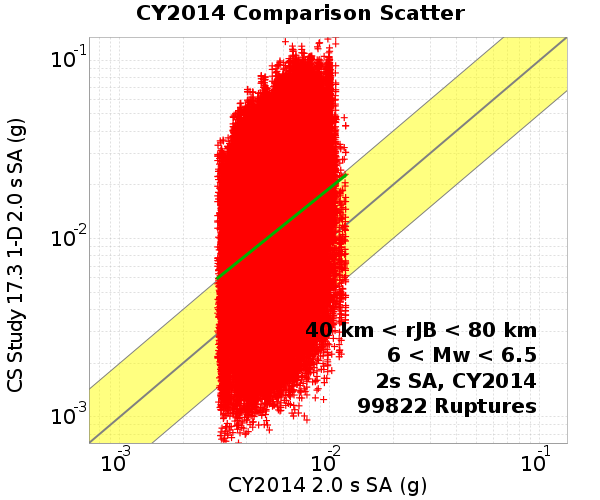 CY2014 Comparison Scatter
CS Study 17.3 1-D 2.0 s SA (g)
10-1
10-2
10-3
40 km < rJB < 80 km
6 < Mw < 6.5
2s SA, CY2014
99822 Ruptures
10-3
10-2
10-1
CY2014 2.0 s SA (g)